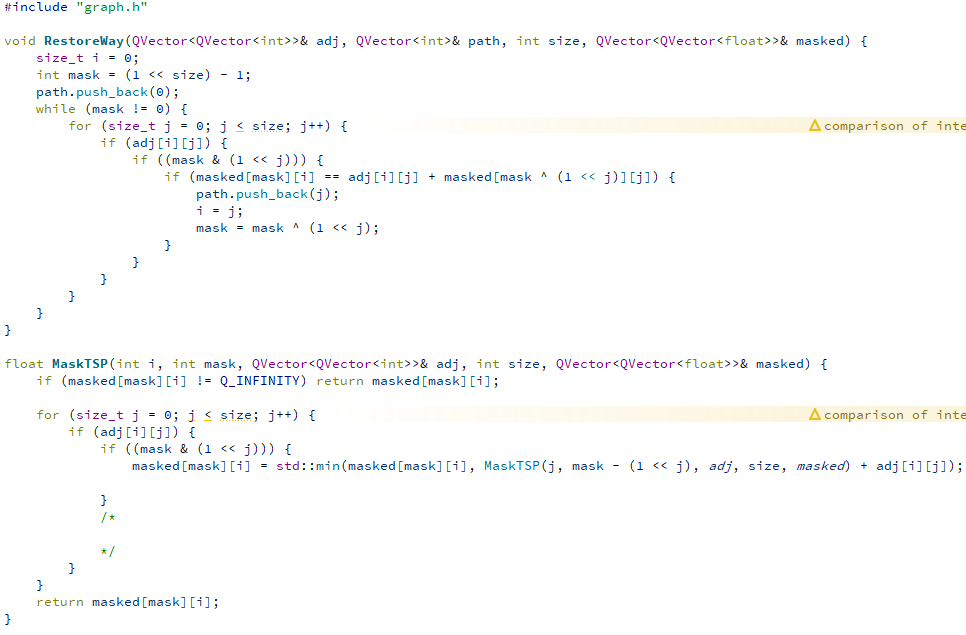 #include "graph.h"
void RestoreWay(QVector<QVector<int>>& adj, QVector<int>& path, int size, QVector<QVector<float>>& masked) {
size_t i = 0;
int mask = (1 << size) - 1;
path.push_back(0);
while (mask != 0) {
for (size_t j = 0; j < size; j++) { ⚠ comparison of inte
if (adj[i][j]) {
if ((mask & (1 << j))) {
if (masked[mask][i] == adj[i][j] + masked[mask ^ (1 << j)][j]) {
path.push_back(j);
i = j;
mask = mask ^ (1 << j);
}
}
}
}
}
}
float MaskTSP(int i, int mask, QVector<QVector<int>>& adj, int size, QVector<QVector<float>>& masked) {
if (masked[mask][i] != Q_INFINITY) return masked[mask][i];
for (size_t j = 0; j < size; j++) { ⚠ comparison of inte
if (adj[i][j]) {
if ((mask & (1 << j))) {
masked[mask][i] = std::min(masked[mask][i], MaskTSP(j, mask - (1 << j), adj, size, masked) + adj[i][j]);
}
/*
*/
}
}
return masked[mask][i];
}